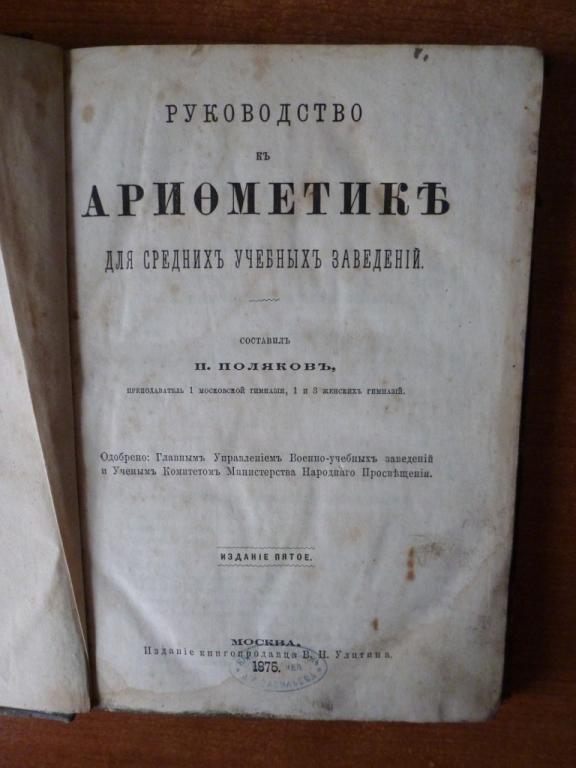 РУКОВОДСТВО
КЪ
АРИѲМЕТИКѢ
ДЛЯ СРЕДНИХЪ УЧЕБНЫХЪ ЗАВЕДЕНІЙ.
СОСТАВИЛЪ
П. ПОЛЯКОВЪ,
ПРЕПОДАВАТЕЛЬ 1 МОСКОВСКОЙ ГИМНАЗІИ, 1 И 3 ЖЕНСКИХЪ ГИМНАЗІЙ.
Одобрено: Главнымъ Управленіемъ Военно-учебныхъ заведеній
и Ученымъ Комитетомъ Министерства Народнаго Просвѣщенія.
ИЗДАНІЕ ПЯТОЕ.
МОСКВА.
Изданіе книгопродавца В. Н. Улитина.
1875.